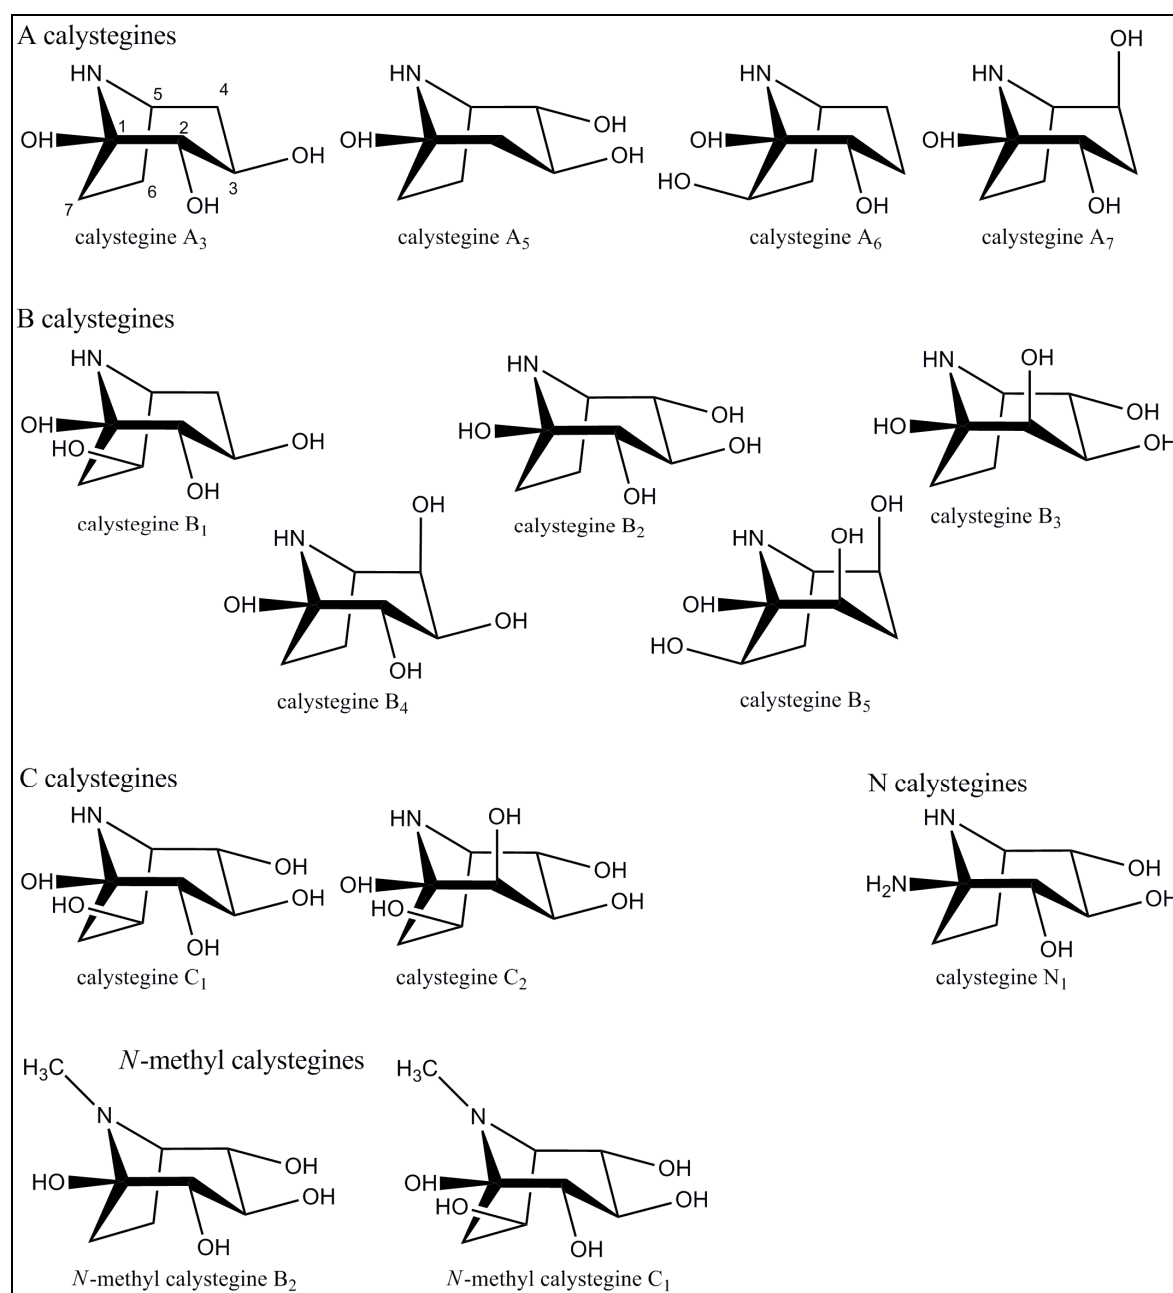 A calystegines
HN
5
4
OH
1
2
OH
3
6
7
OH
calystegine A3
HN
OH
OH
OH
calystegine A5
HN
OH
HO
OH
calystegine A6
OH
HN
OH
OH
calystegine A7
B calystegines
HN
OH
HO
OH
OH
calystegine B1
HN
HO
OH
OH
OH
calystegine B2
HN
OH
HO
OH
OH
calystegine B3
OH
HN
OH
OH
OH
calystegine B4
OH
HN
OH
OH
HO
calystegine B5
C calystegines
HN
OH
HO
OH
OH
OH
calystegine C1
HN
OH
OH
HO
OH
OH
calystegine C2
N calystegines
HN
H2N
OH
OH
OH
calystegine N1
N-methyl calystegines
H3C
N
HO
OH
OH
OH
N-methyl calystegine B2
H3C
N
OH
HO
OH
OH
OH
N-methyl calystegine C1